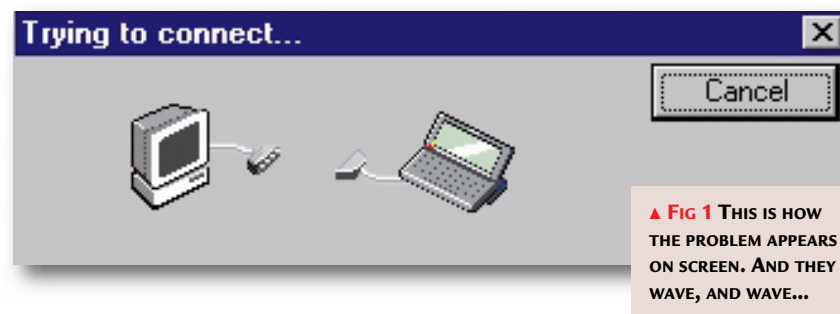 Trying to connect...
Cancel
▲ FIG 1 THIS IS HOW
THE PROBLEM APPEARS
ON SCREEN. AND THEY
WAVE, AND WAVE...